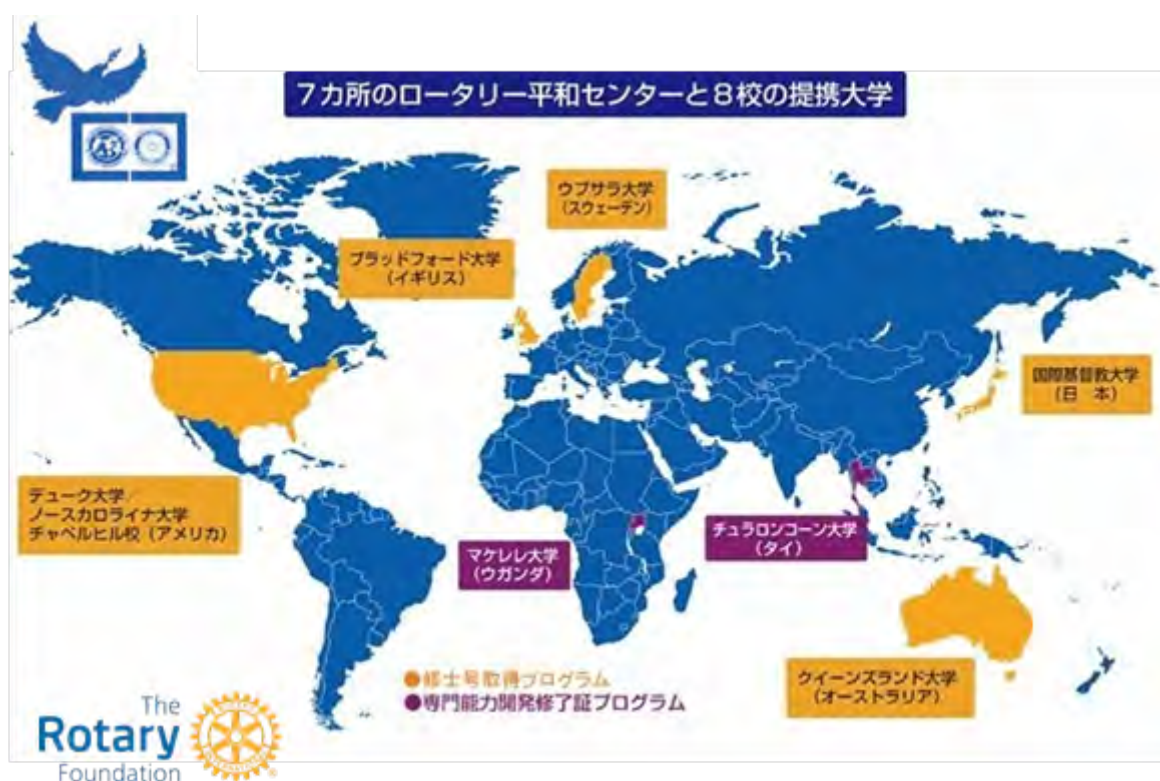 7カ所のロータリー平和センターと8校の提携大学
ウプサラ大学
(スウェーデン)
ブラッドフォード大学
(イギリス)
国際基督教大学
(日 本)
デューク大学/
ノースカロライナ大学
チャペルヒル校(アメリカ)
マケレレ大学
(ウガンダ)
チュラロンコーン大学
(タイ)
クイーンズランド大学
(オーストラリア)
●修士号取得プログラム
●専門能力開発修了証プログラム
The
Rotary
Foundation